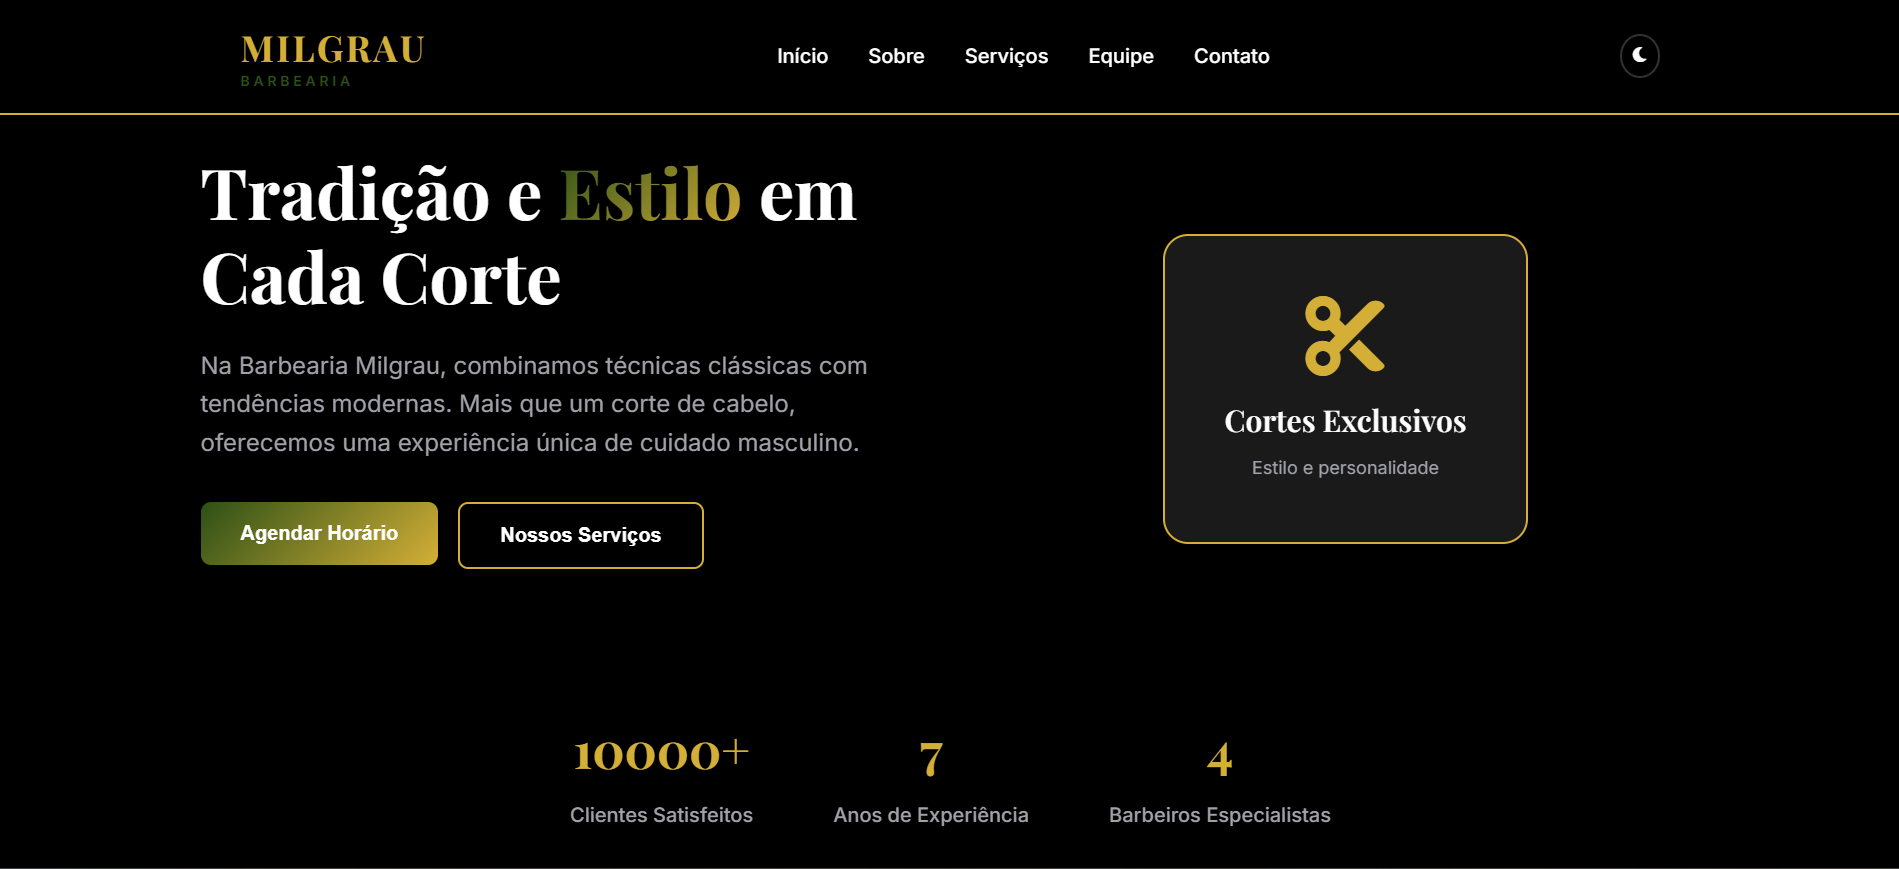 MILGRAU
BARBEARIA
Início
Sobre
Serviços
Equipe
Contato
Tradição e Estilo em
Cada Corte
Na Barbearia Milgrau, combinamos técnicas clássicas com
tendências modernas. Mais que um corte de cabelo,
oferecemos uma experiência única de cuidado masculino.
Agendar Horário
Nossos Serviços
Cortes Exclusivos
Estilo e personalidade
10000+
Clientes Satisfeitos
7
Anos de Experiência
4
Barbeiros Especialistas